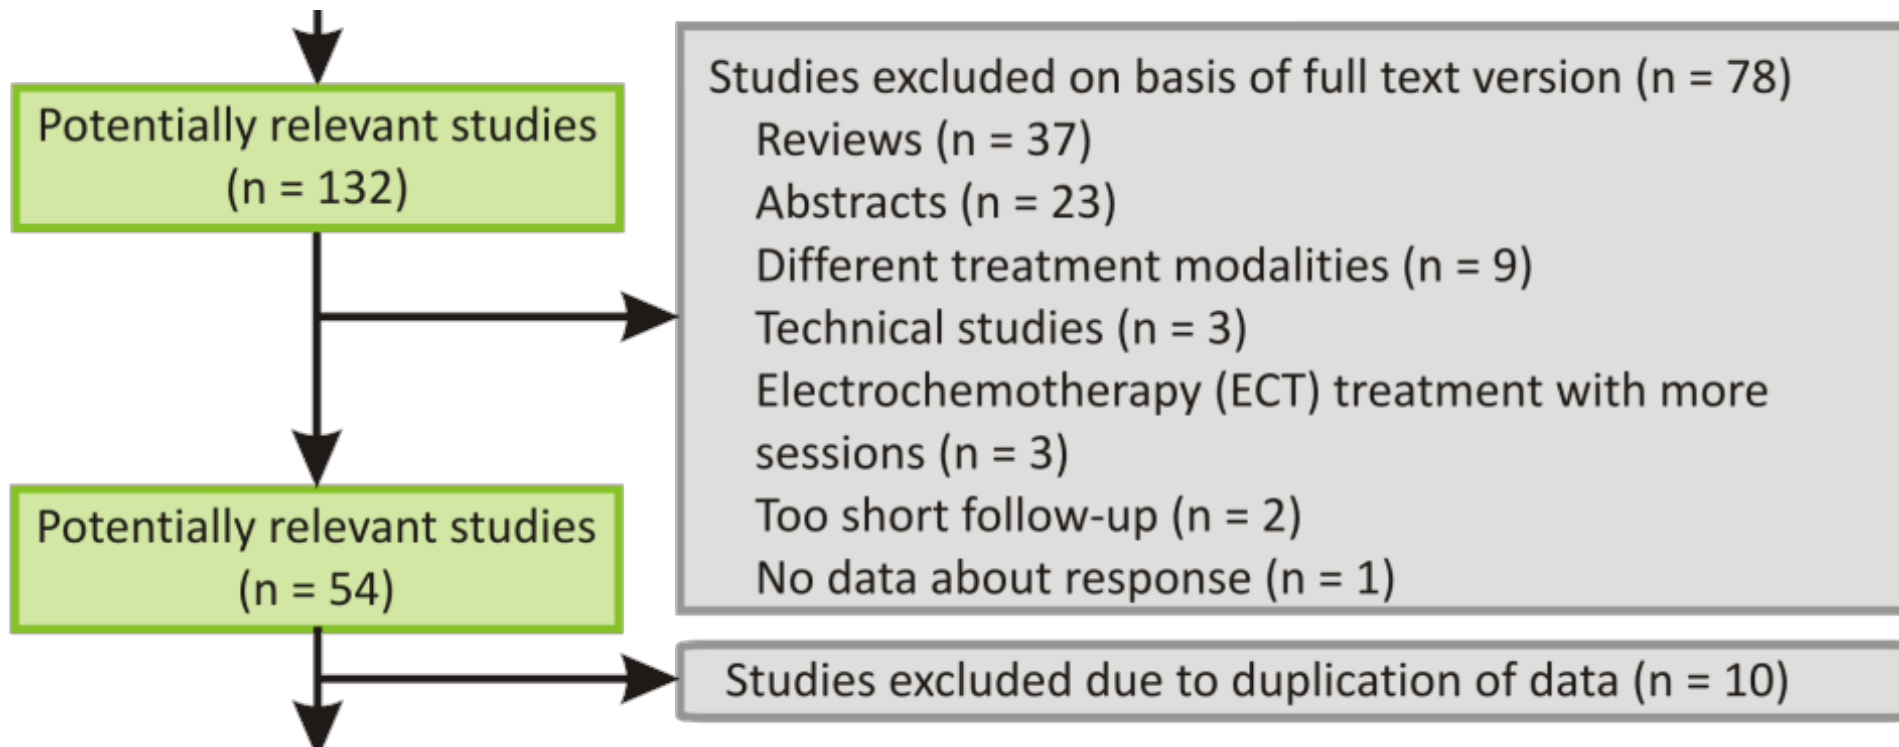 Potentially relevant studies
(n = 132)
Studies excluded on basis of full text version (n = 78)
Reviews (n = 37)
Abstracts (n = 23)
Different treatment modalities (n = 9)
Technical studies (n = 3)
Electrochemotherapy (ECT) treatment with more
sessions (n = 3)
Too short follow-up (n = 2)
No data about response (n = 1)
Potentially relevant studies
(n = 54)
Studies excluded due to duplication of data (n = 10)